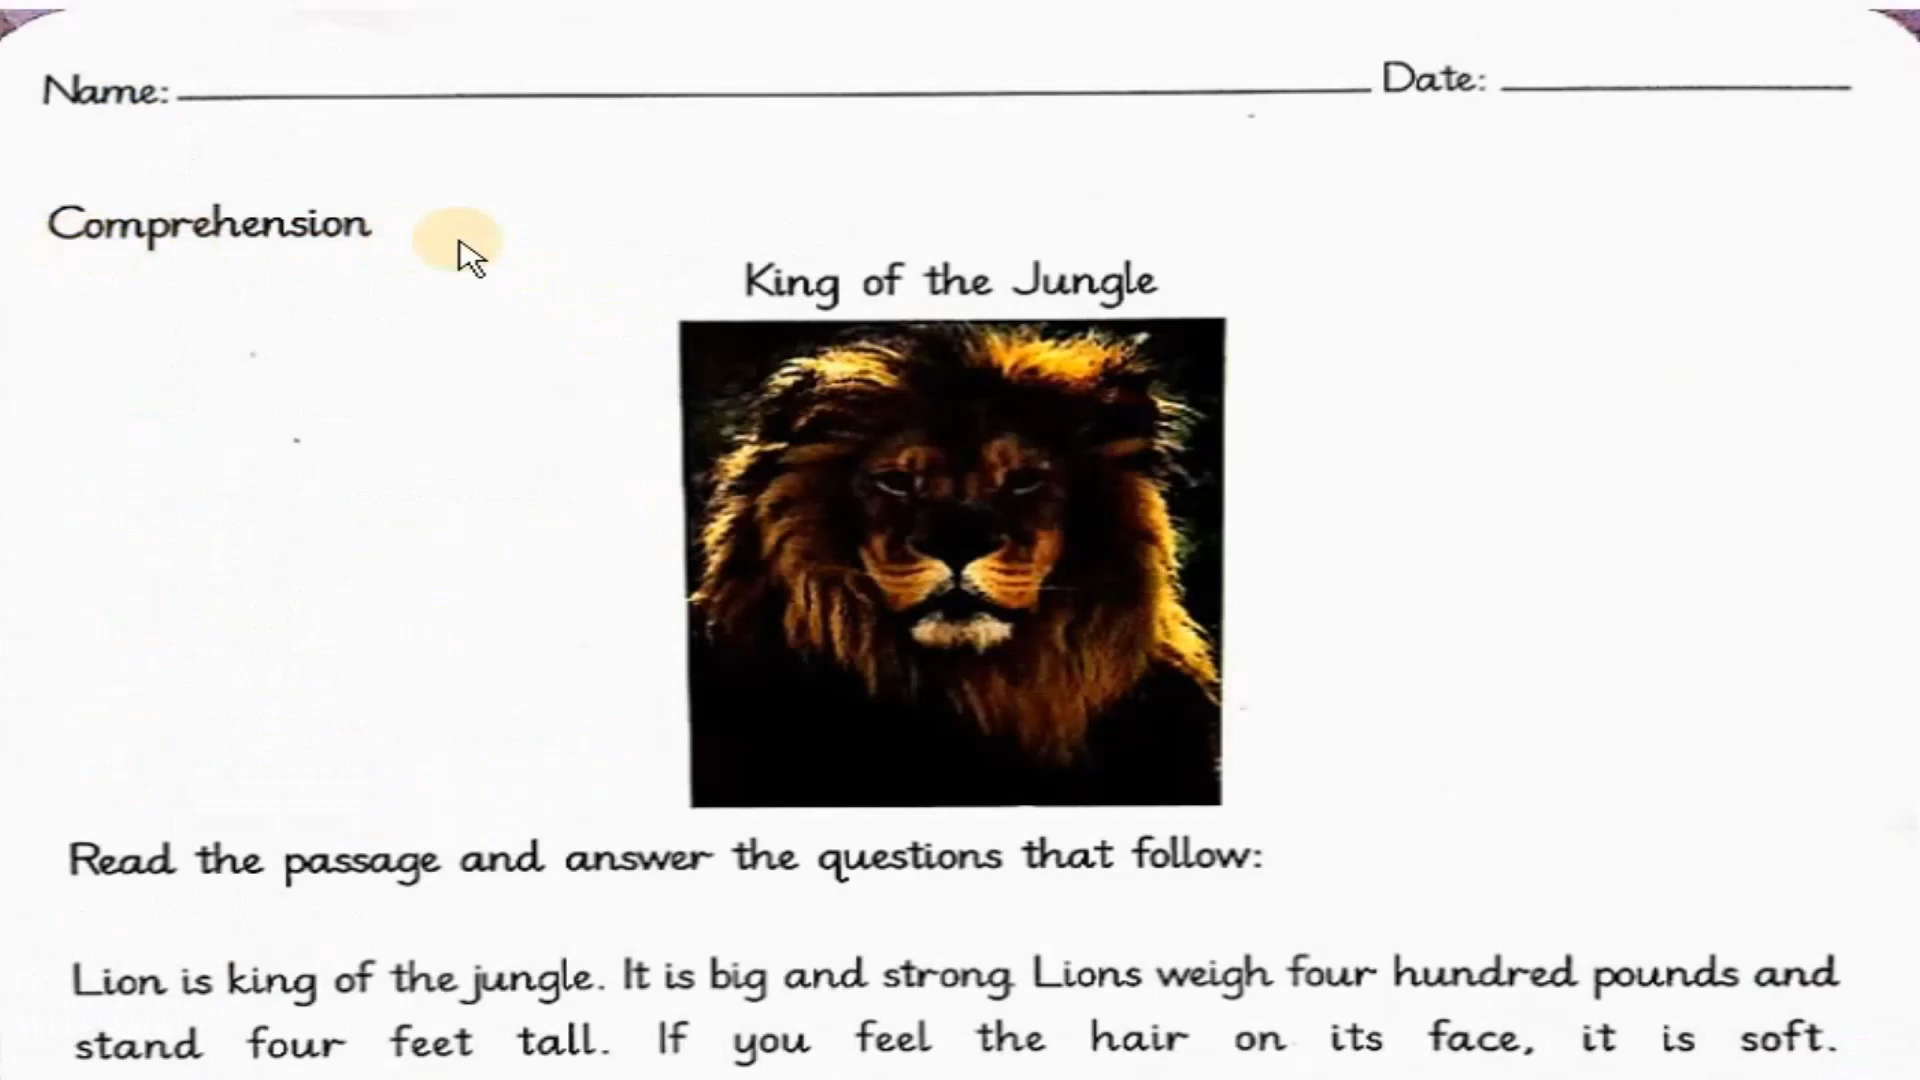 Name: Date:
Comprehension
King of the Jungle
Read the passage and answer the questions that follow:
Lion is king of the jungle. It is big and strong. Lions weigh four hundred pounds and
stand four feet tall. If you feel the hair on its face, it is soft.